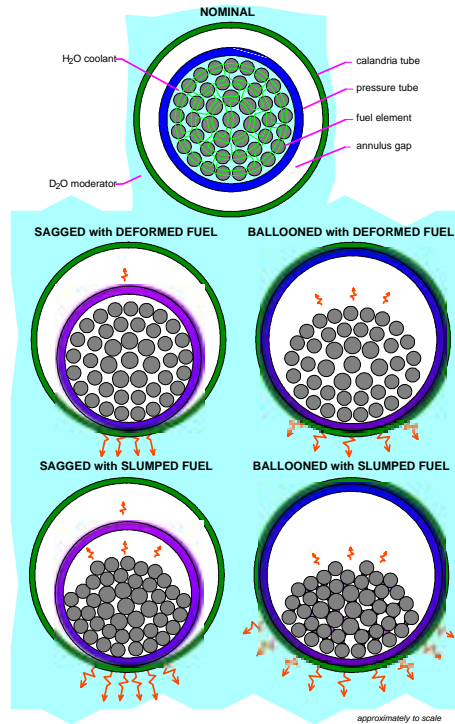 NOMINAL
H₂O coolant
calandria tube
pressure tube
fuel element
annulus gap
D₂O moderator
SAGGED with DEFORMED FUEL
BALLOONED with DEFORMED FUEL
SAGGED with SLUMPED FUEL
BALLOONED with SLUMPED FUEL
approximately to scale